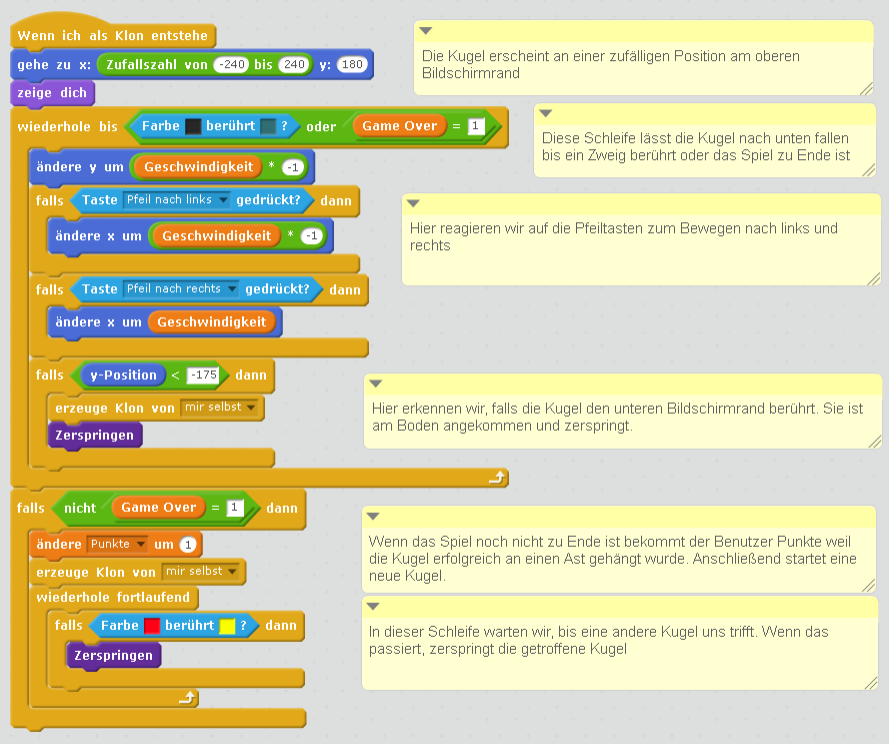 Wenn ich als Klon entstehe
gehe zu x: Zufallszahl von -240 bis 240 y: 180
zeige dich
Die Kugel erscheint an einer zufälligen Position am oberen
Bildschirmrand
wiederhole bis Farbe berührt ? oder Game Over = 1
Diese Schleife lässt die Kugel nach unten fallen
bis ein Zweig berührt oder das Spiel zu Ende ist
ändere y um Geschwindigkeit * -1
falls Taste Pfeil nach links gedrückt? dann
ändere x um Geschwindigkeit * -1
Hier reagieren wir auf die Pfeiltasten zum Bewegen nach links und
rechts
falls Taste Pfeil nach rechts gedrückt? dann
ändere x um Geschwindigkeit
falls y-Position < -175 dann
erzeuge Klon von mir selbst
Zerspringen
Hier erkennen wir, falls die Kugel den unteren Bildschirmrand berührt. Sie ist
am Boden angekommen und zerspringt.
falls nicht Game Over = 1 dann
ändere Punkte um 1
erzeuge Klon von mir selbst
Wenn das Spiel noch nicht zu Ende ist bekommt der Benutzer Punkte weil
die Kugel erfolgreich an einen Ast gehängt wurde. Anschließend startet eine
neue Kugel.
wiederhole fortlaufend
falls Farbe berührt ? dann
Zerspringen
In dieser Schleife warten wir, bis eine andere Kugel uns trifft. Wenn das
passiert, zerspringt die getroffene Kugel